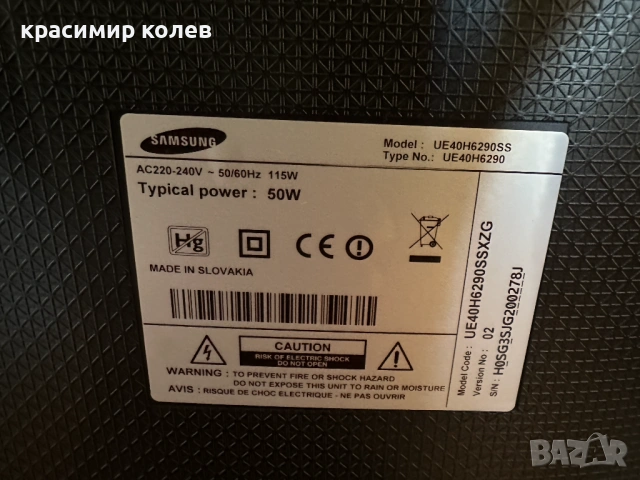 красимир колев
SAMSUNG
Model : UE40H6290SS
Type No.: UE40H6290
AC220-240V ~ 50/60Hz 115W
Typical power : 50W
Hg
CE
MADE IN SLOVAKIA
CAUTION
RISK OF ELECTRIC SHOCK
DO NOT OPEN
WARNING : TO PREVENT FIRE OR SHOCK HAZARD
DO NOT EXPOSE THIS UNIT TO RAIN OR MOISTURE
AVIS : RISQUE DE CHOC ELECTRIQUE - NE PAS OUVRIR
Model Code : UE40H6290SSXZG
Version No : 02
S/N : H0SG3SJG200278J
BAZAR